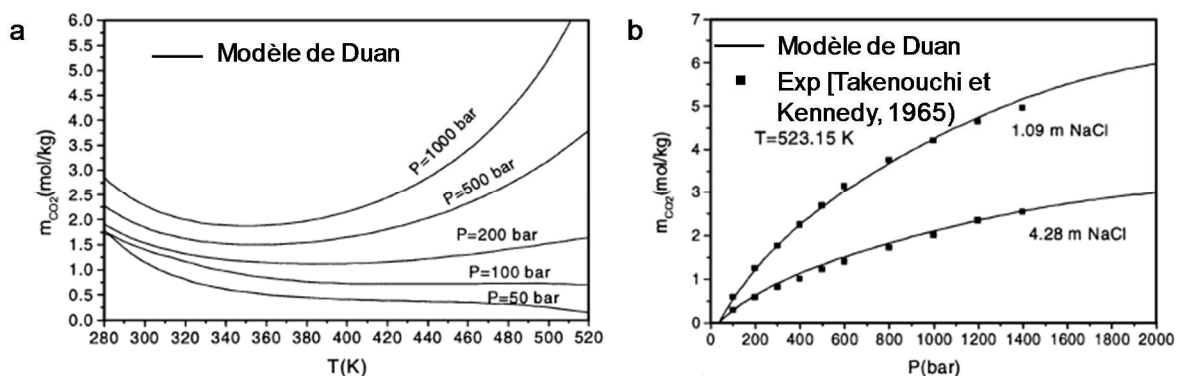 a
Modèle de Duan
6.0
5.5
5.0
4.5
4.0
3.5
3.0
2.5
2.0
1.5
1.0
0.5
0.0
mCO2(mol/kg)
P=1000 bar
P=500 bar
P=200 bar
P=100 bar
P=50 bar
280 300 320 340 360 380 400 420 440 460 480 500 520
T(K)
b
Modèle de Duan
Exp [Takenouchi et
Kennedy, 1965)
T=523.15 K
7
6
5
4
3
2
1
0
mCO2(mol/kg)
1.09 m NaCl
4.28 m NaCl
0 200 400 600 800 1000 1200 1400 1600 1800 2000
P(bar)